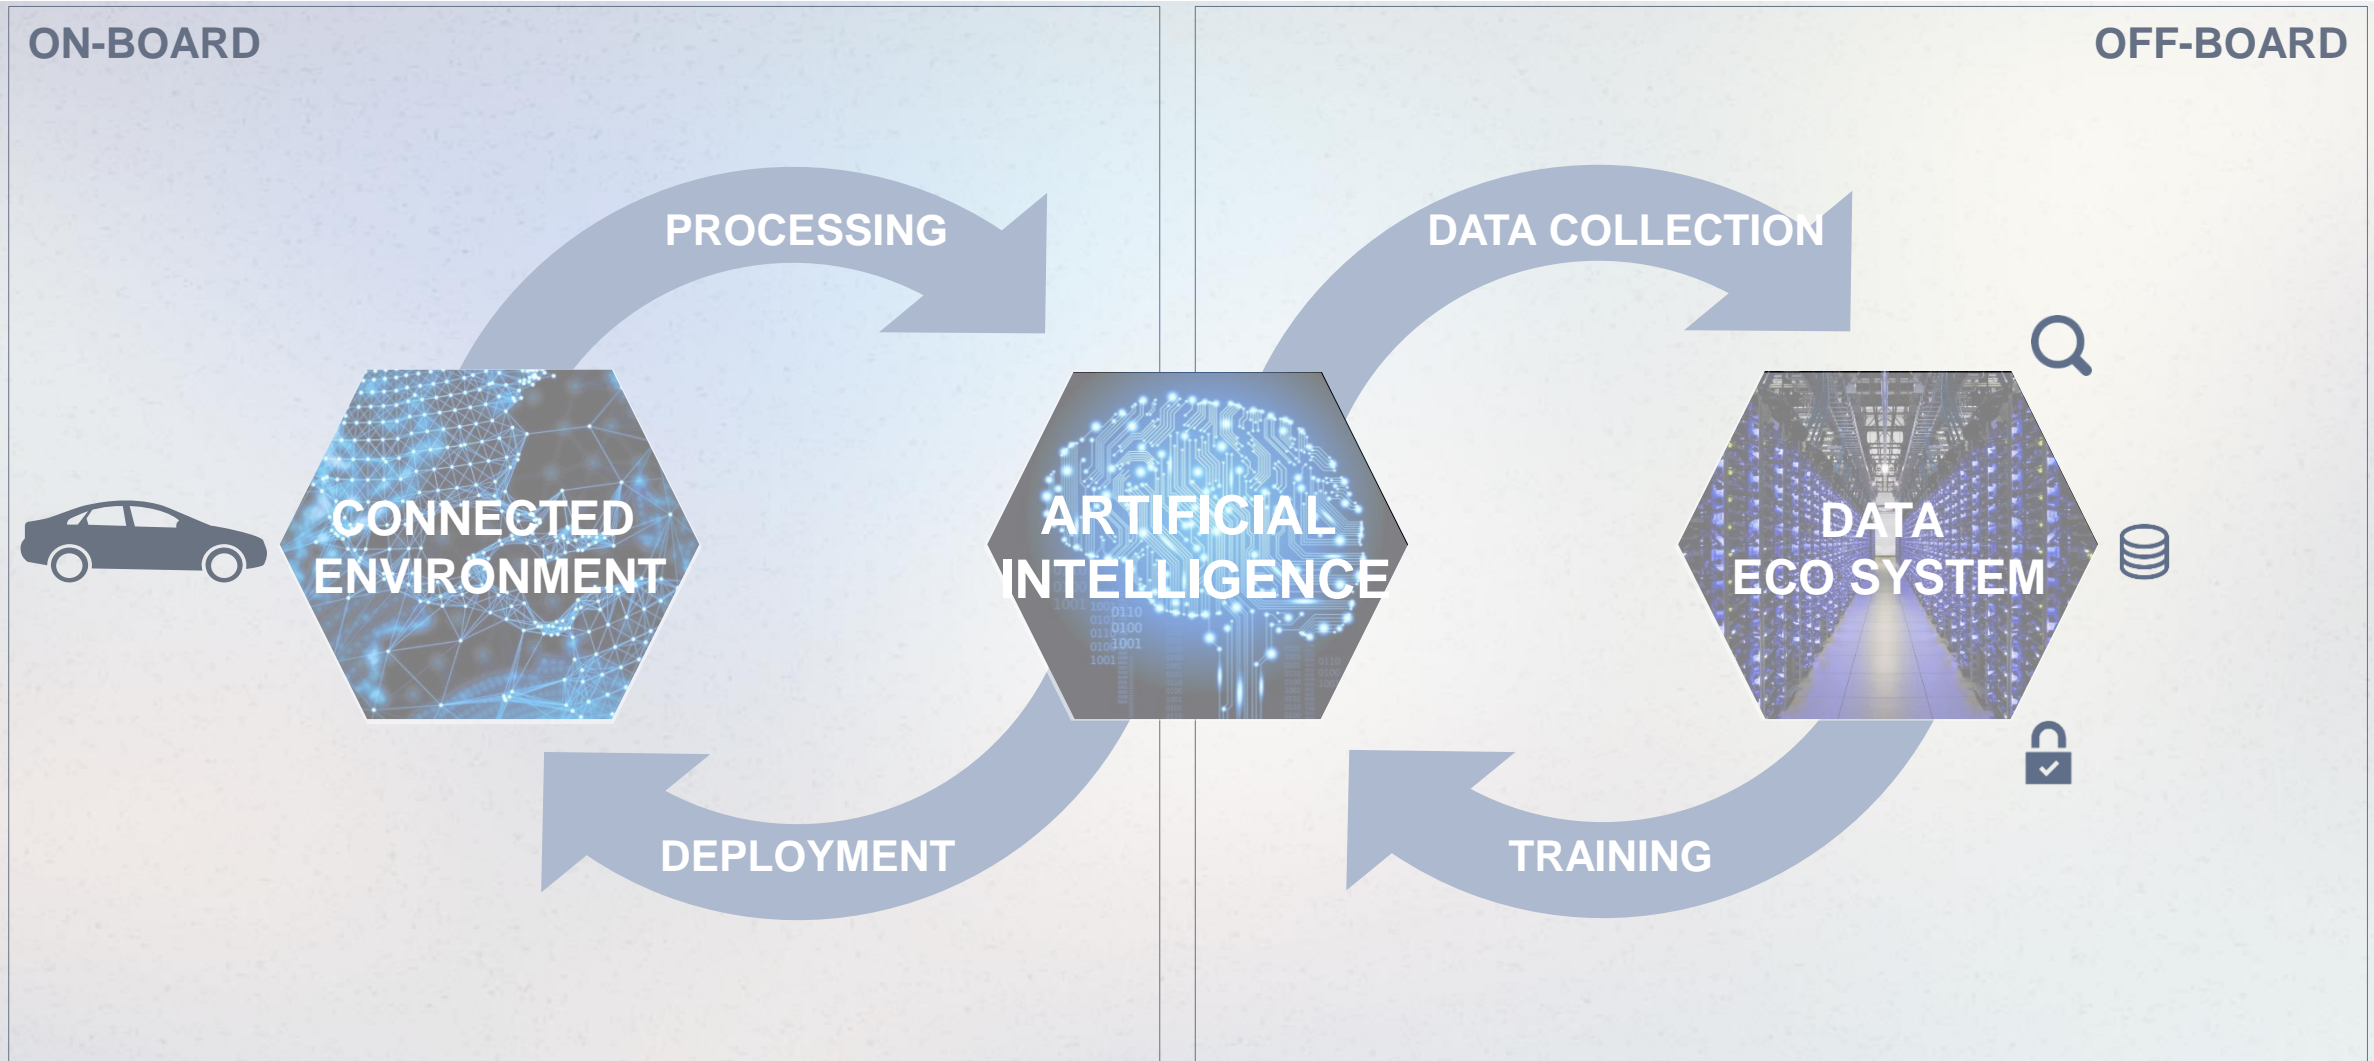 ON-BOARD
OFF-BOARD
PROCESSING
DATA COLLECTION
CONNECTED
ENVIRONMENT
ARTIFICIAL
INTELLIGENCE
DATA
ECO SYSTEM
DEPLOYMENT
TRAINING